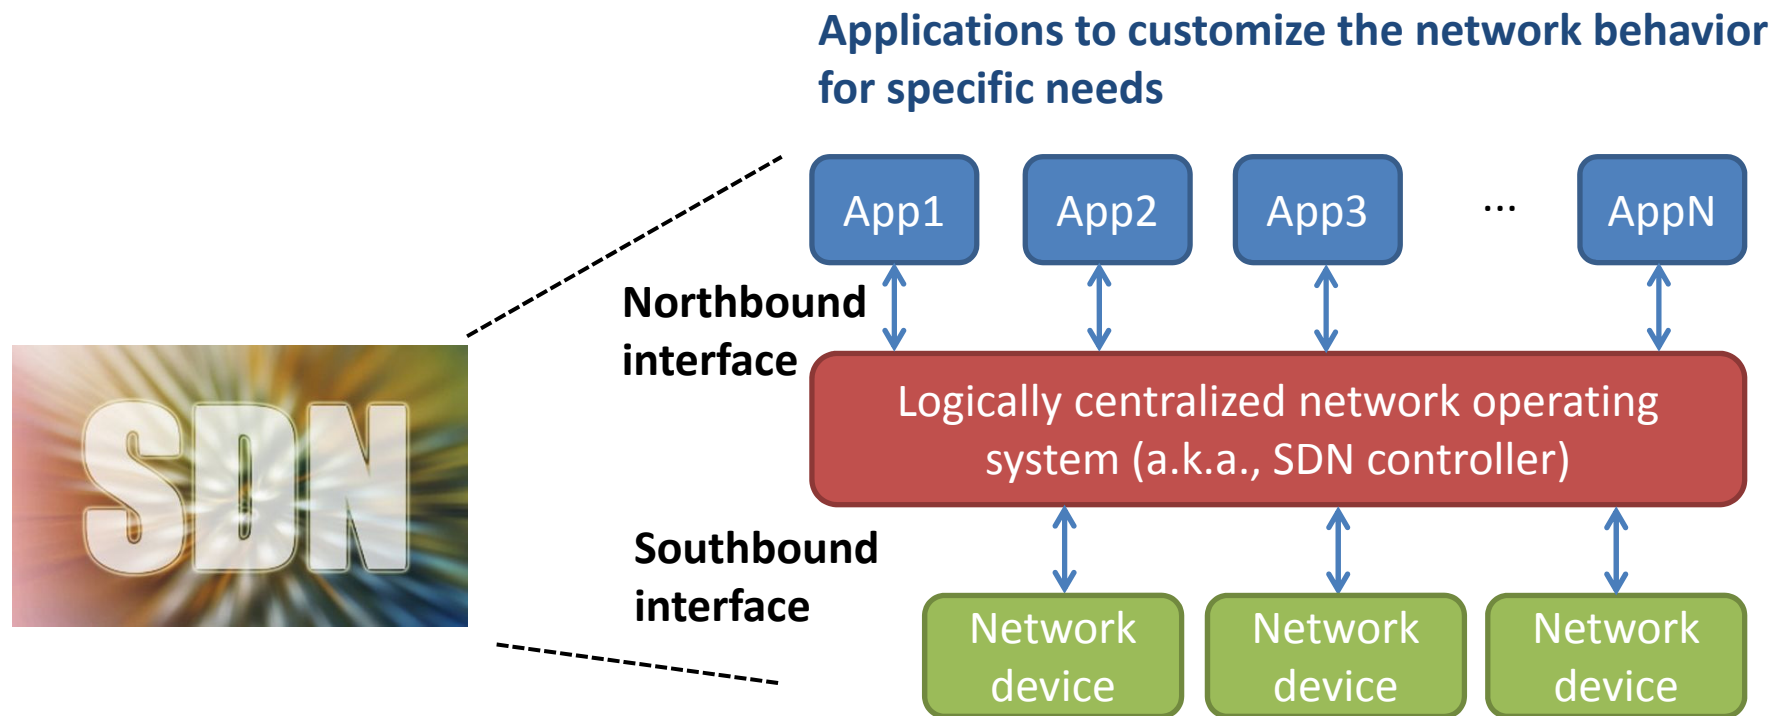 Applications to customize the network behavior
for specific needs
App1
App2
App3
...
AppN
Northbound
interface
Logically centralized network operating
system (a.k.a., SDN controller)
SDN
Southbound
interface
Network
device
Network
device
Network
device